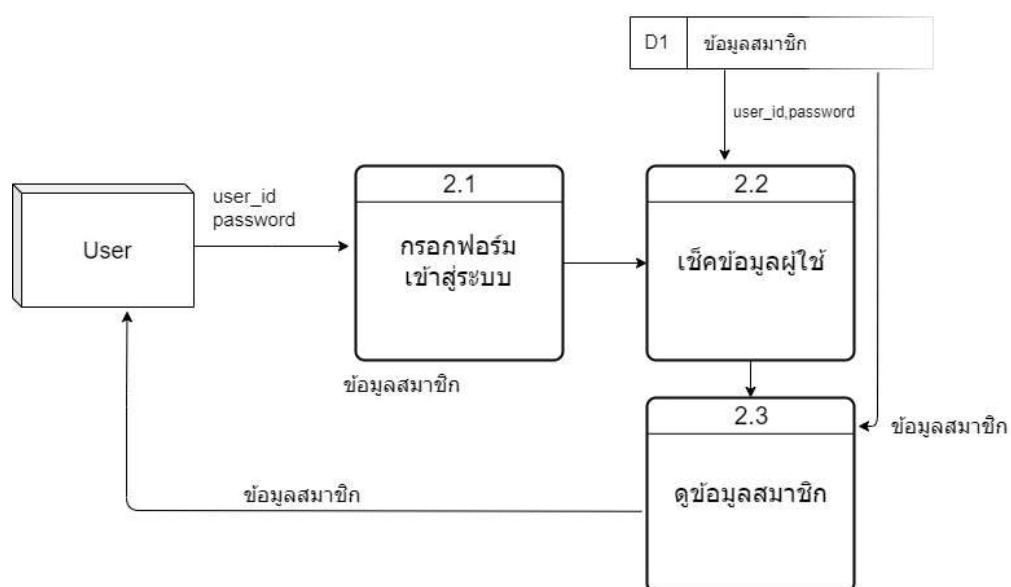 D1 ข้อมูลสมาชิก
user_id,password
2.1
2.2
user_id
password
User
กรอกฟอร์ม
เข้าสู่ระบบ
เช็คข้อมูลผู้ใช้
ข้อมูลสมาชิก
2.3
ข้อมูลสมาชิก
ดูข้อมูลสมาชิก
ข้อมูลสมาชิก